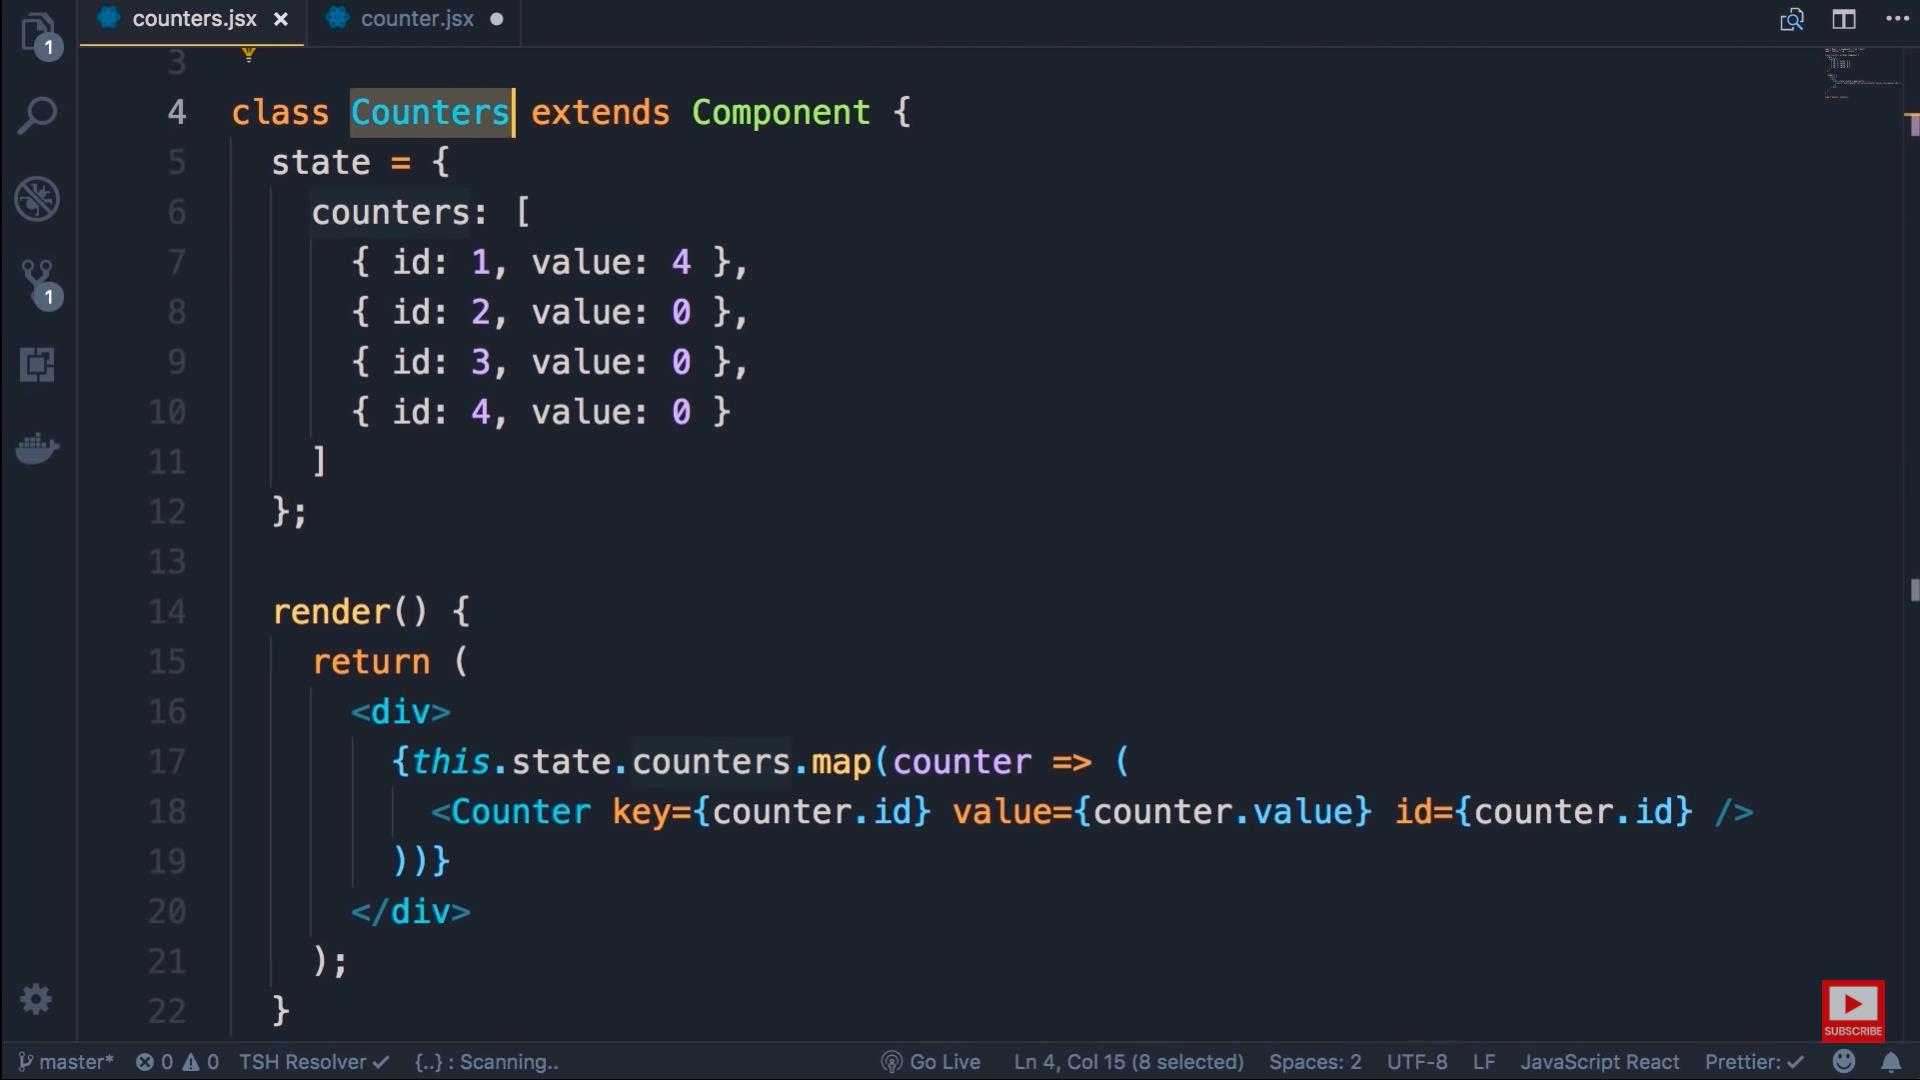 counters.jsx × counter.jsx
1
3
4 class Counters extends Component {
5 state = {
6 counters: [
7 { id: 1, value: 4 },
8 { id: 2, value: 0 },
9 { id: 3, value: 0 },
10 { id: 4, value: 0 }
11 ]
12 };
13
14 render() {
15 return (
16 <div>
17 {this.state.counters.map(counter => (
18 <Counter key={counter.id} value={counter.value} id={counter.id} />
19 ))}
20 </div>
21 );
22 }
1
SUBSCRIBE
master* 0 0 TSH Resolver ✓ {..} : Scanning.. Go Live Ln 4, Col 15 (8 selected) Spaces: 2 UTF-8 LF JavaScript React Prettier: ✓